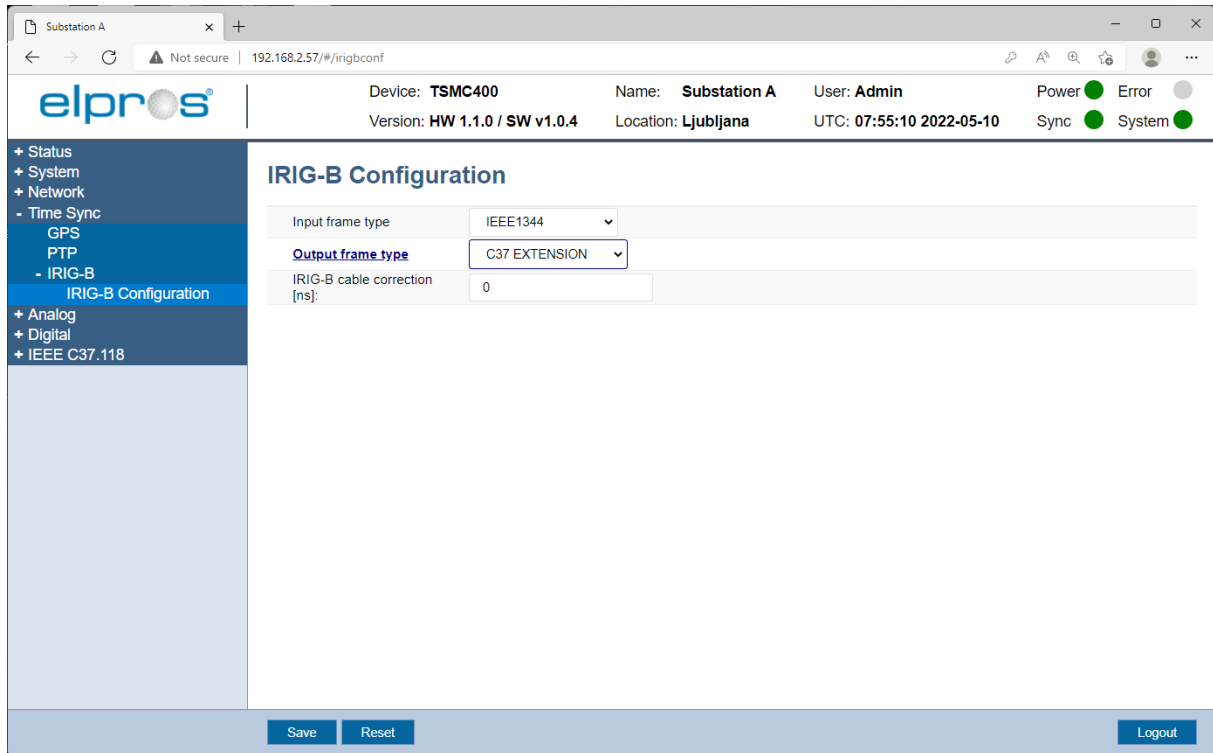 Substation A
Not secure | 192.168.2.57/#/irigbconf
elpros
Device: TSMC400 Name: Substation A User: Admin Power Error
Version: HW 1.1.0 / SW v1.0.4 Location: Ljubljana UTC: 07:55:10 2022-05-10 Sync System
+ Status
+ System
+ Network
- Time Sync
GPS
PTP
- IRIG-B
IRIG-B Configuration
+ Analog
+ Digital
+ IEEE C37.118
IRIG-B Configuration
Input frame type IEEE1344
Output frame type C37 EXTENSION
IRIG-B cable correction
[ns]: 0
Save Reset Logout